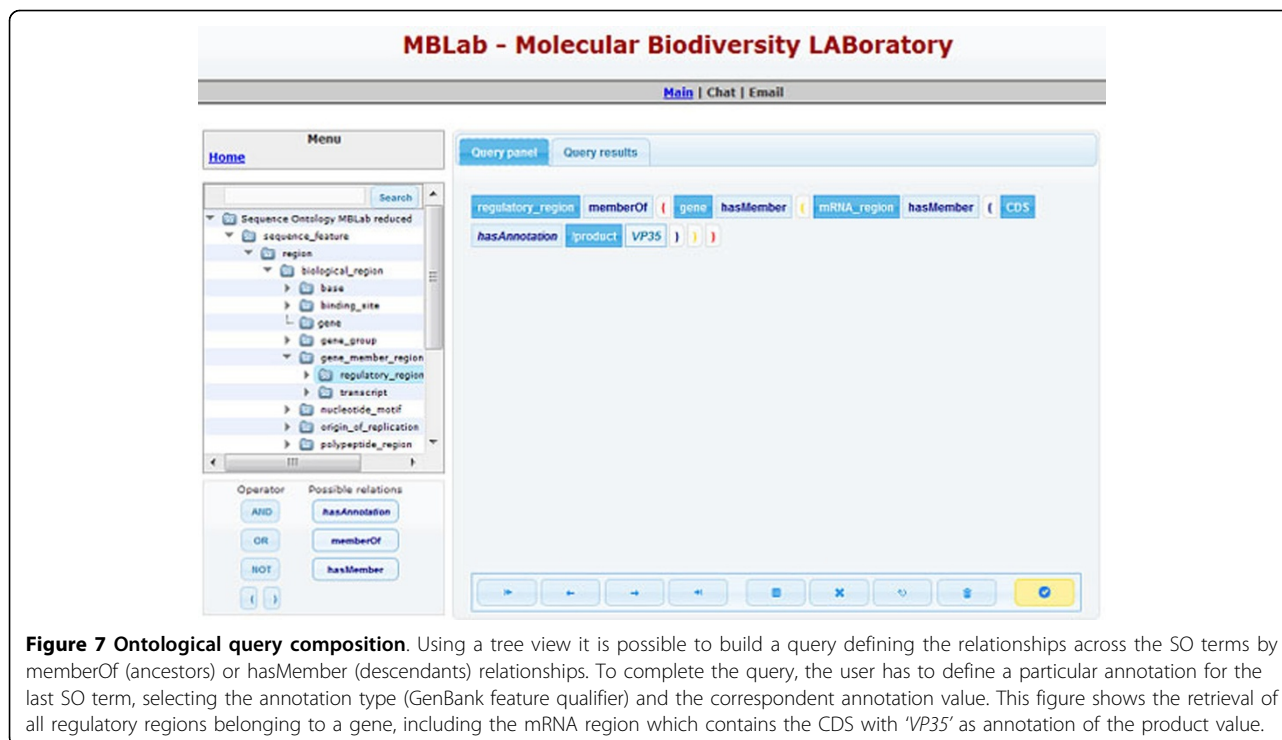 MBLab - Molecular Biodiversity LABoratory
Main | Chat | Email
Menu
Home
Search
Sequence Ontology MBLab reduced
sequence_feature
region
biological_region
base
binding_site
gene
gene_group
gene_member_region
regulatory_region
transcript
nucleotide_motif
origin_of_replication
polypeptide_region
Operator Possible relations
AND hasAnnotation
OR memberOf
NOT hasMember
( )
Query panel Query results
regulatory_region memberOf ( gene hasMember ( mRNA_region hasMember ( CDS
hasAnnotation /product VP35 ) ) )
Figure 7 Ontological query composition. Using a tree view it is possible to build a query defining the relationships across the SO terms by
memberOf (ancestors) or hasMember (descendants) relationships. To complete the query, the user has to define a particular annotation for the
last SO term, selecting the annotation type (GenBank feature qualifier) and the correspondent annotation value. This figure shows the retrieval of
all regulatory regions belonging to a gene, including the mRNA region which contains the CDS with ‘VP35’ as annotation of the product value.